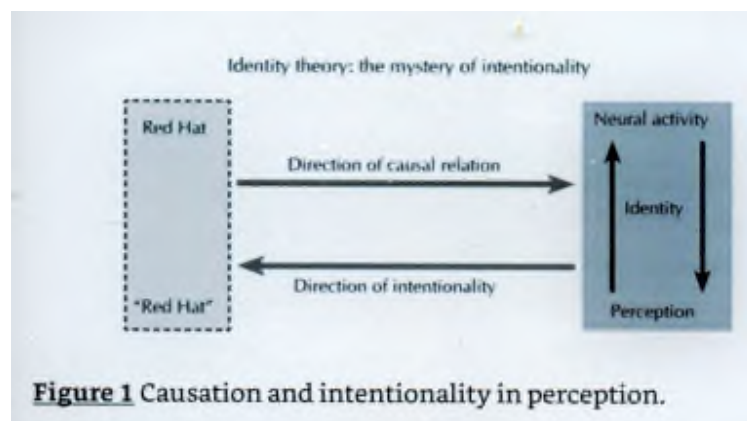 Identity theory: the mystery of intentionality
Red Hat
Neural activity
Direction of causal relation
Identity
Direction of intentionality
"Red Hat"
Perception
Figure 1 Causation and intentionality in perception.